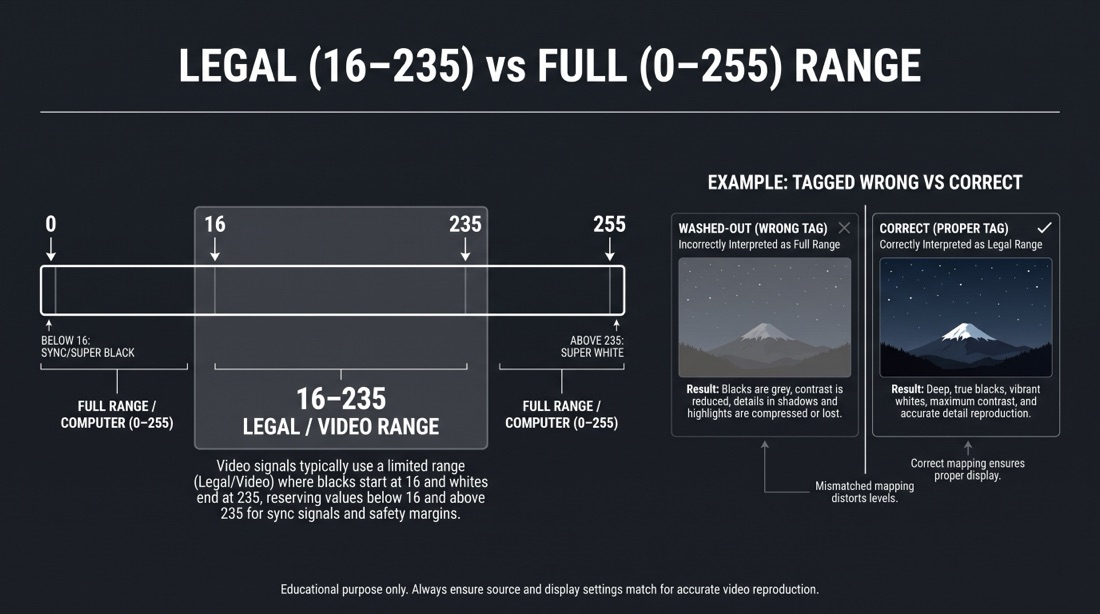 LEGAL (16–235) vs FULL (0–255) RANGE
0
16
235
255
BELOW 16:
SYNC/SUPER BLACK
ABOVE 235:
SUPER WHITE
FULL RANGE /
COMPUTER (0–255)
16–235
LEGAL / VIDEO RANGE
FULL RANGE /
COMPUTER (0–255)
Video signals typically use a limited range
(Legal/Video) where blacks start at 16 and whites
end at 235, reserving values below 16 and above
235 for sync signals and safety margins.
EXAMPLE: TAGGED WRONG VS CORRECT
WASHED-OUT (WRONG TAG)
Incorrectly Interpreted as Full Range
Result: Blacks are grey, contrast is
reduced, details in shadows and
highlights are compressed or lost.
CORRECT (PROPER TAG)
Correctly Interpreted as Legal Range
Result: Deep, true blacks, vibrant
whites, maximum contrast, and
accurate detail reproduction.
Mismatched mapping
distorts levels.
Correct mapping ensures
proper display.
Educational purpose only. Always ensure source and display settings match for accurate video reproduction.